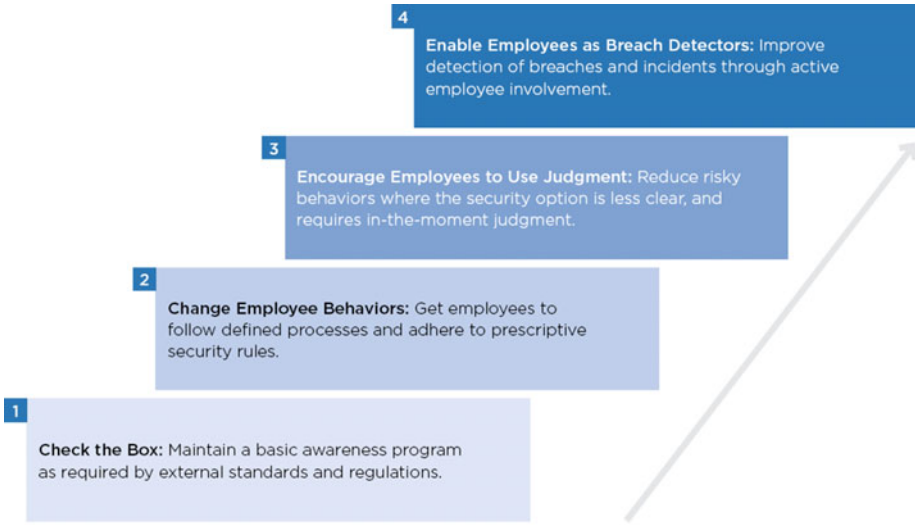 4
Enable Employees as Breach Detectors: Improve
detection of breaches and incidents through active
employee involvement.
3
Encourage Employees to Use Judgment: Reduce risky
behaviors where the security option is less clear, and
requires in-the-moment judgment.
2
Change Employee Behaviors: Get employees to
follow defined processes and adhere to prescriptive
security rules.
1
Check the Box: Maintain a basic awareness program
as required by external standards and regulations.